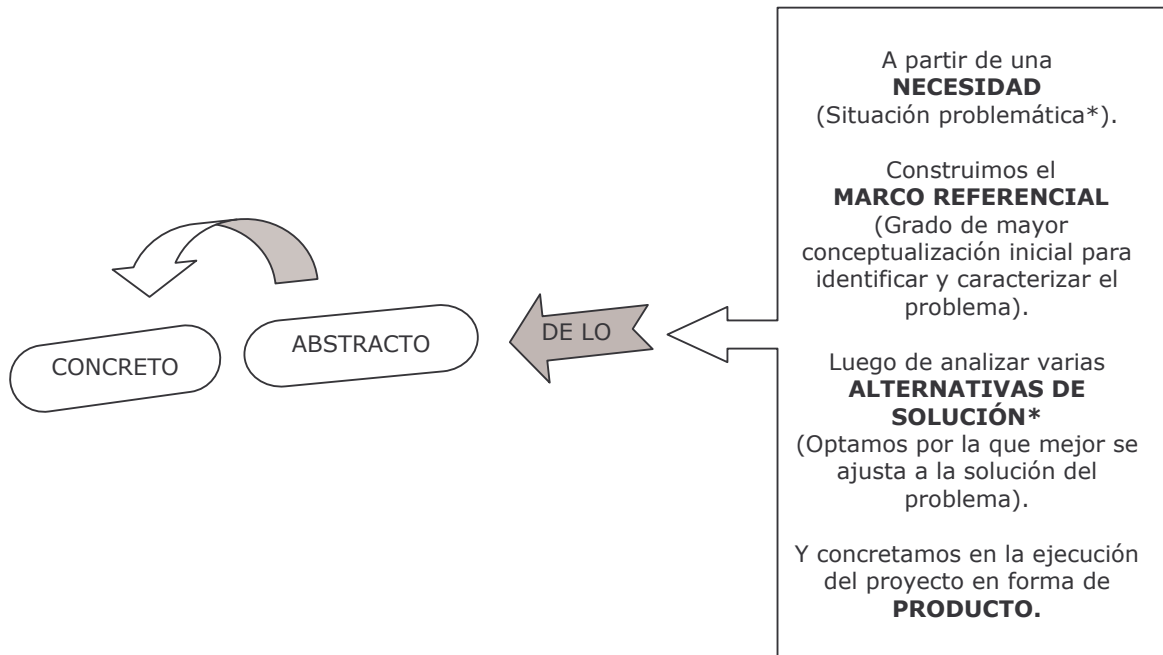 A partir de una
NECESIDAD
(Situación problemática*).
Construimos el
MARCO REFERENCIAL
(Grado de mayor
conceptualización inicial para
identificar y caracterizar el
problema).
Luego de analizar varias
ALTERNATIVAS DE
SOLUCIÓN*
(Optamos por la que mejor se
ajusta a la solución del
problema).
Y concretamos en la ejecución
del proyecto en forma de
PRODUCTO.
DE LO
ABSTRACTO
CONCRETO